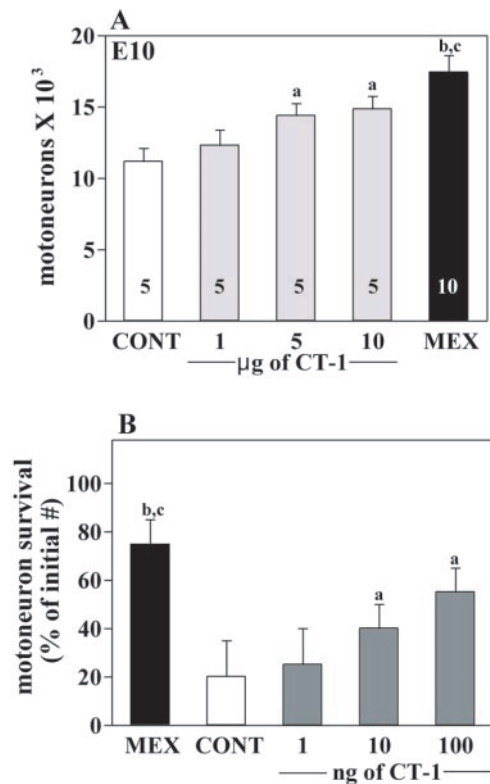 A
E10
motoneurons X 10³
20
15
10
5
0
a
a
b,c
5
5
5
5
10
CONT
1
5
10
MEX
µg of CT-1
B
motoneuron survival
(% of initial #)
100
80
60
40
20
0
b,c
a
a
MEX
CONT
1
10
100
ng of CT-1